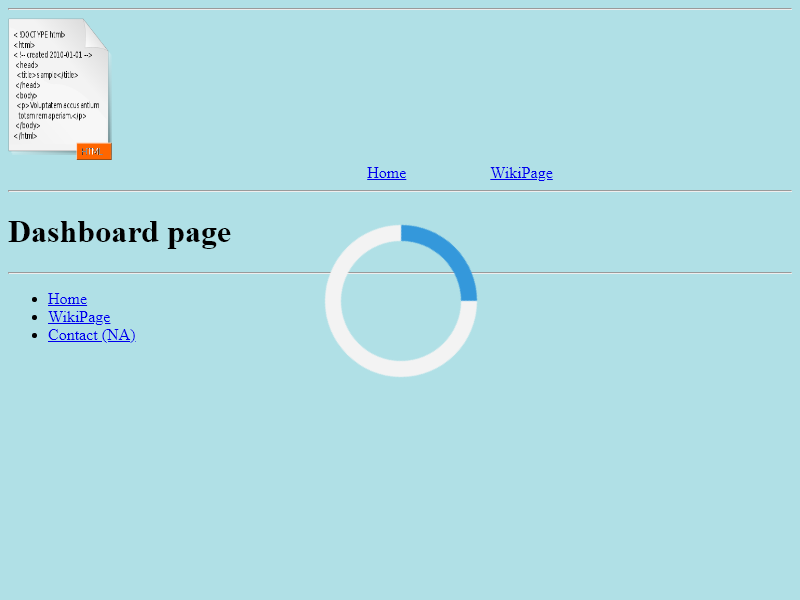 < !DOCTYPE html>
< html>
< !-- created 2010-01-01 -->
<head>
<title>sample</title>
</head>
<body>
<p>Voluptatem accusantium
totam rem aperiam.</p>
</body>
</html>
HTML
Home WikiPage
Dashboard page
Home
WikiPage
Contact (NA)